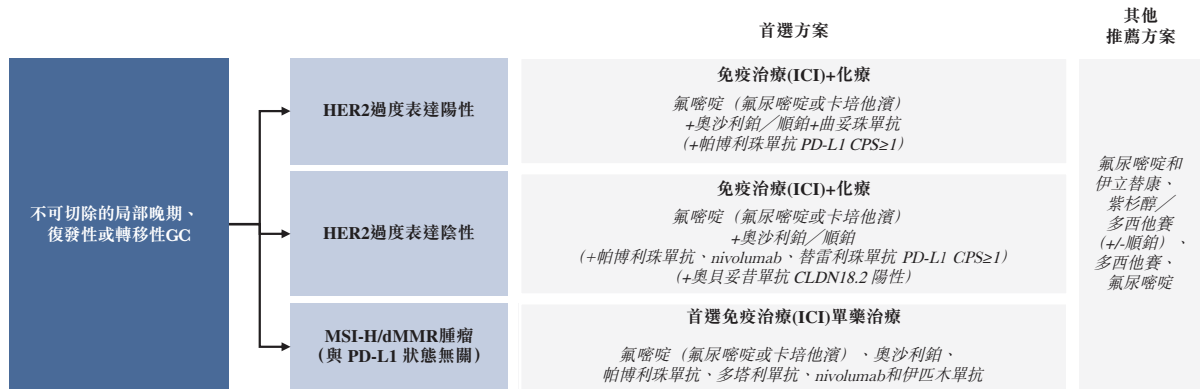 首選方案
其他
推薦方案
不可切除的局部晚期、
復發性或轉移性GC
HER2過度表達陽性
免疫治療(ICI)+化療
氟嘧啶（氟尿嘧啶或卡培他濱）
+奧沙利鉑／順鉑+曲妥珠單抗
（+帕博利珠單抗 PD-L1 CPS≥1）
HER2過度表達陰性
免疫治療(ICI)+化療
氟嘧啶（氟尿嘧啶或卡培他濱）
+奧沙利鉑／順鉑
（+帕博利珠單抗、nivolumab、替雷利珠單抗 PD-L1 CPS≥1）
（+奧貝妥昔單抗 CLDN18.2 陽性）
MSI-H/dMMR腫瘤
（與 PD-L1 狀態無關）
首選免疫治療(ICI)單藥治療
氟嘧啶（氟尿嘧啶或卡培他濱）、奧沙利鉑、
帕博利珠單抗、多塔利單抗、nivolumab和伊匹木單抗
氟尿嘧啶和
伊立替康、
紫杉醇／
多西他賽
（+/-順鉑）、
多西他賽、
氟尿嘧啶